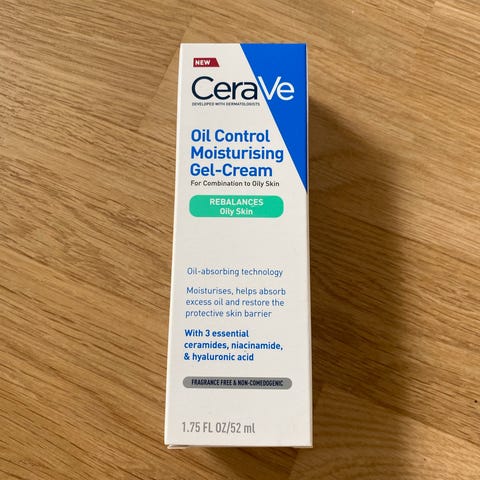 NEW
CeraVe
DEVELOPED WITH DERMATOLOGISTS
Oil Control
Moisturising
Gel-Cream
For Combination to Oily Skin
REBALANCES
Oily Skin
Oil-absorbing technology
Moisturises, helps absorb
excess oil and restore the
protective skin barrier
With 3 essential
ceramides, niacinamide,
& hyaluronic acid
FRAGRANCE FREE & NON-COMEDOGENIC
1.75 FL OZ/52 ml